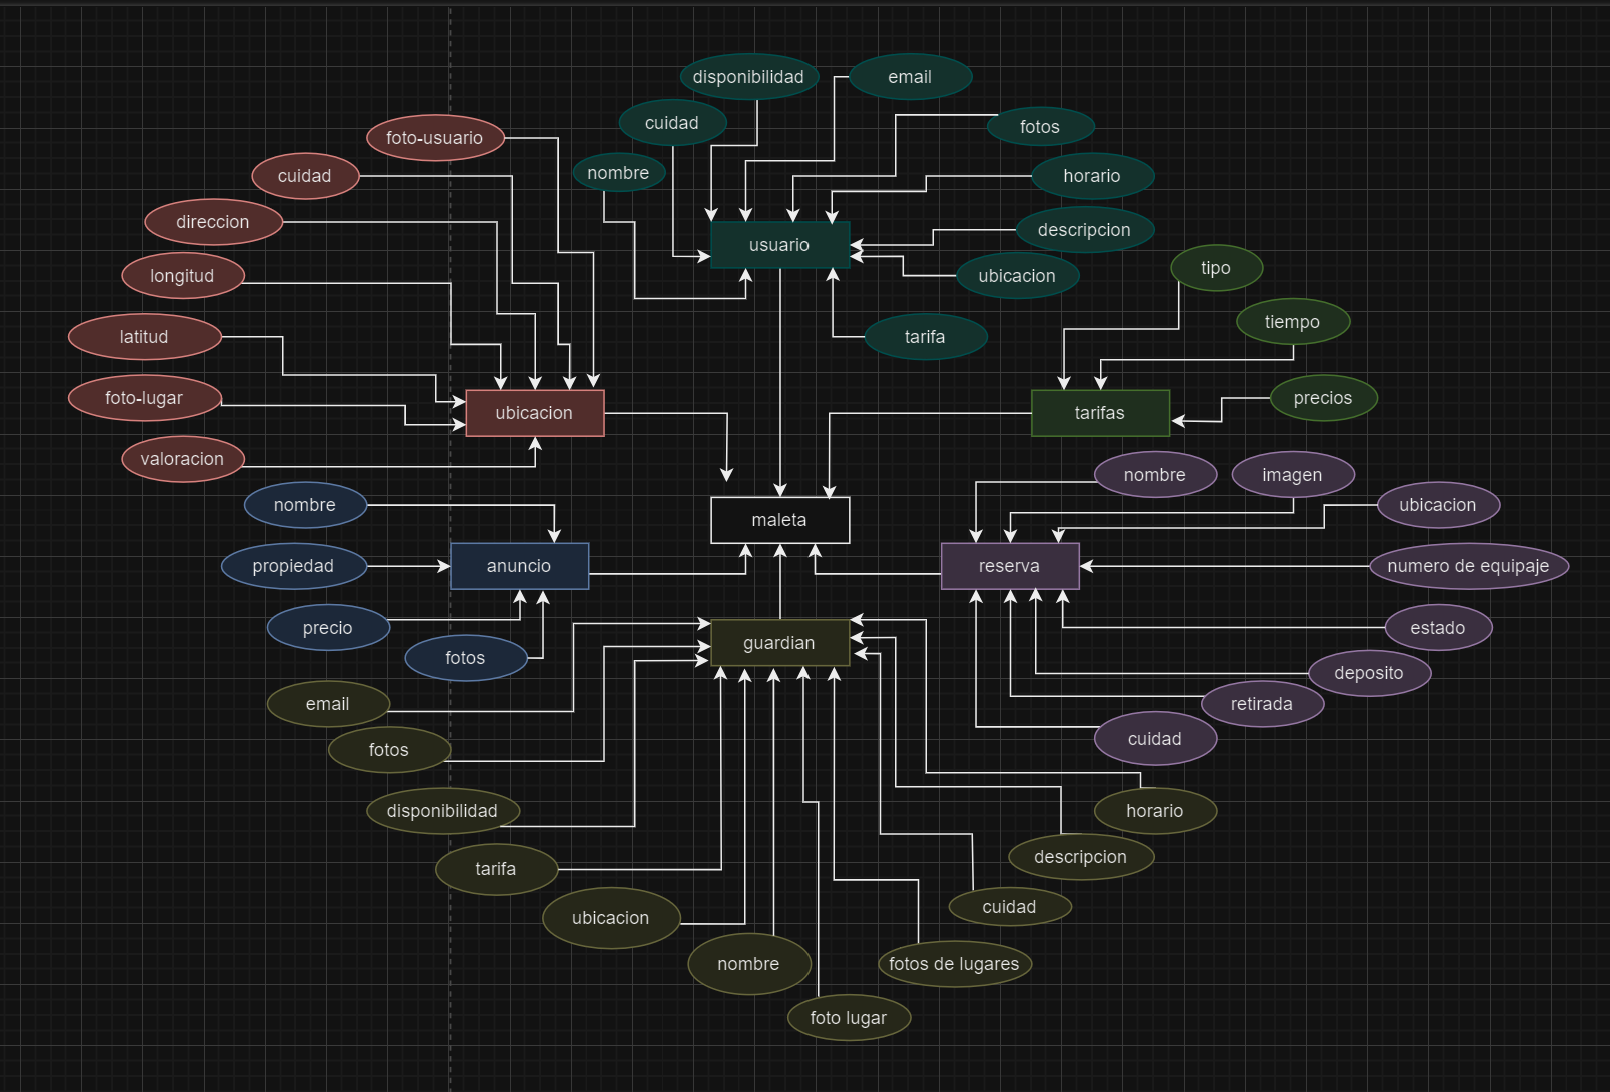 disponibilidad
email
cuidad
fotos
foto-usuario
nombre
cuidad
horario
direccion
descripcion
usuario
longitud
ubicacion
tipo
latitud
tarifa
tiempo
foto-lugar
precios
ubicacion
tarifas
valoracion
nombre
imagen
nombre
ubicacion
maleta
propiedad
anuncio
reserva
numero de equipaje
precio
estado
fotos
guardian
deposito
email
retirada
fotos
cuidad
disponibilidad
horario
tarifa
descripcion
ubicacion
cuidad
nombre
fotos de lugares
foto lugar